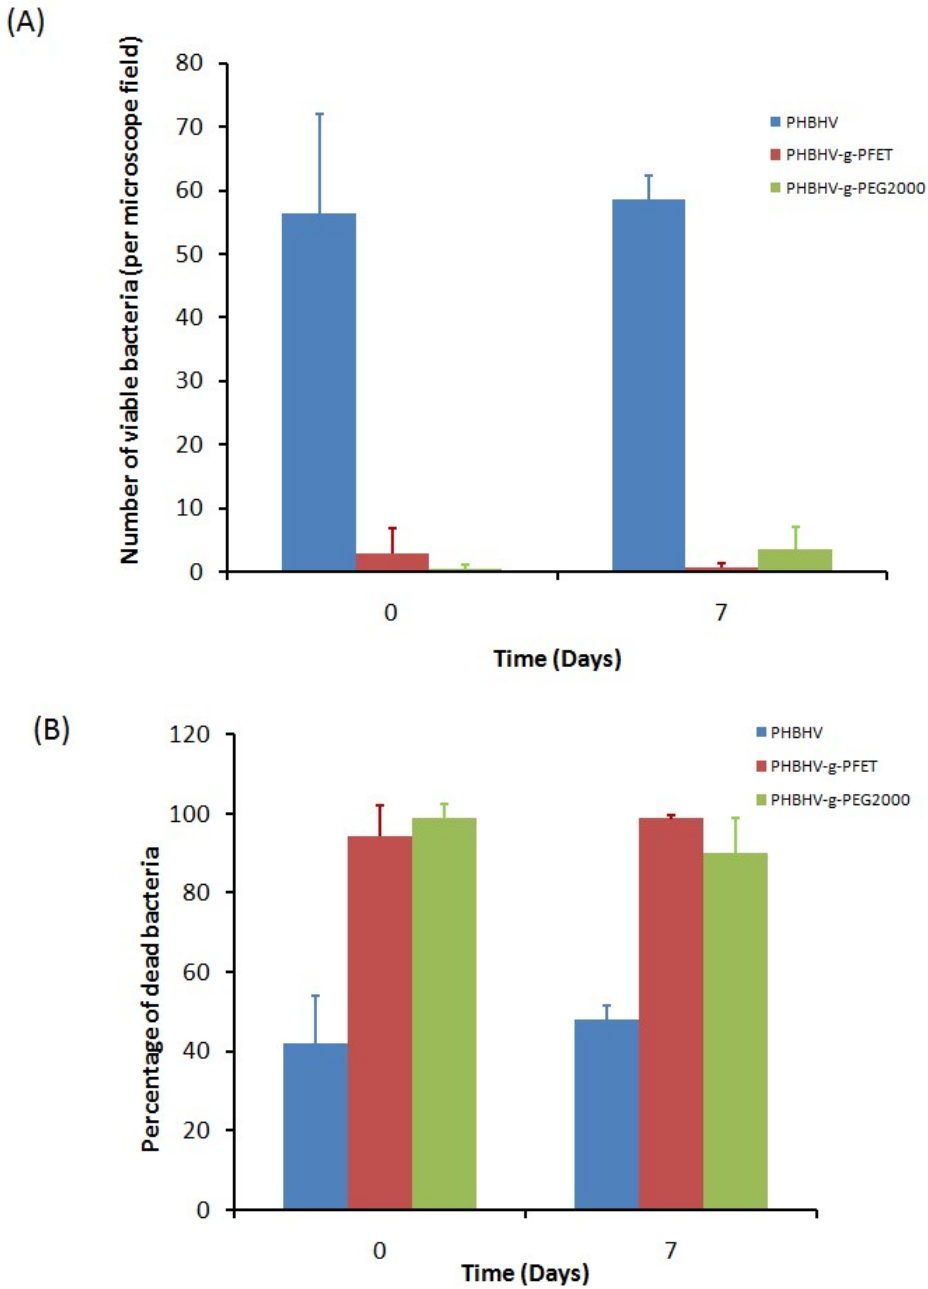 (A)
Number of viable bacteria (per microscope field)
80
70
60
50
40
30
20
10
0
PHBHV
PHBHV-g-PFET
PHBHV-g-PEG2000
0 7
Time (Days)
(B)
Percentage of dead bacteria
120
100
80
60
40
20
0
PHBHV
PHBHV-g-PFET
PHBHV-g-PEG2000
0 7
Time (Days)